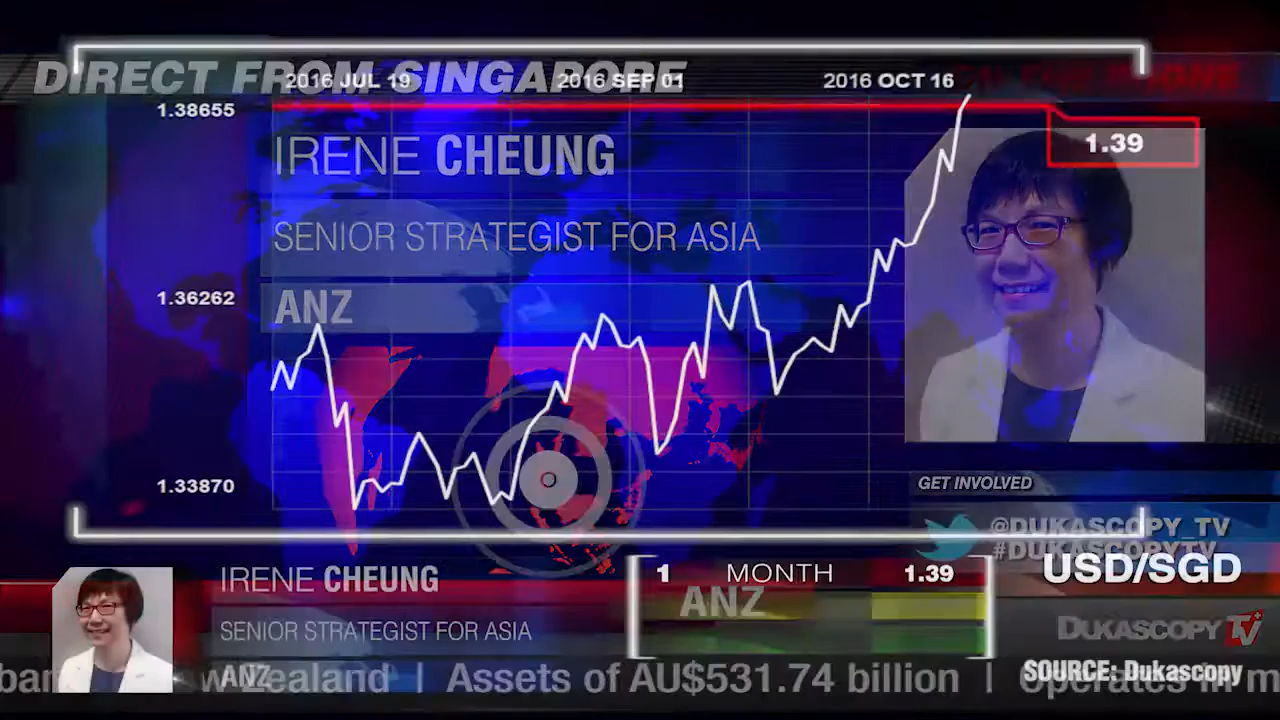 DIRECT FROM SINGAPORE
2016 JUL 19
2016 SEP 01
2016 OCT 16
1.38655
1.39
IRENE CHEUNG
SENIOR STRATEGIST FOR ASIA
1.36262
ANZ
1.33870
GET INVOLVED
@DUKASCOPY_TV
#DUKASCOPYTV
IRENE CHEUNG
SENIOR STRATEGIST FOR ASIA
ANZ
1 MONTH 1.39
ANZ
USD/SGD
DUKASCOPY TV
SOURCE: Dukascopy
Zealand | Assets of AU$531.74 billion | Operates in